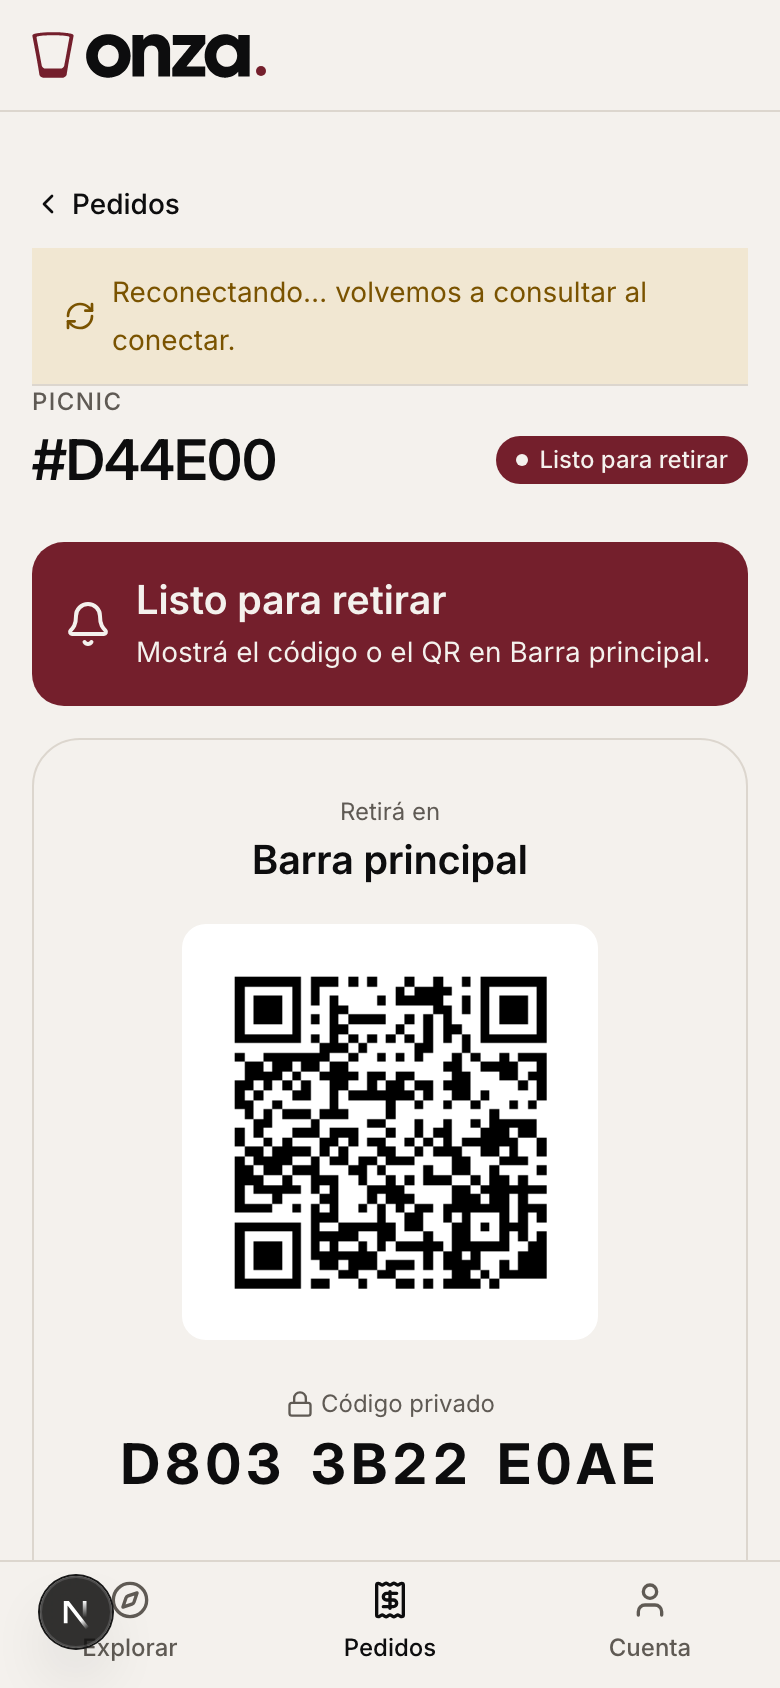 onza.
Pedidos
Reconectando... volvemos a consultar al
conectar.
PICNIC
#D44E00
Listo para retirar
Listo para retirar
Mostrá el código o el QR en Barra principal.
Retirá en
Barra principal
Código privado
D803 3B22 E0AE
N
Explorar
Pedidos
Cuenta